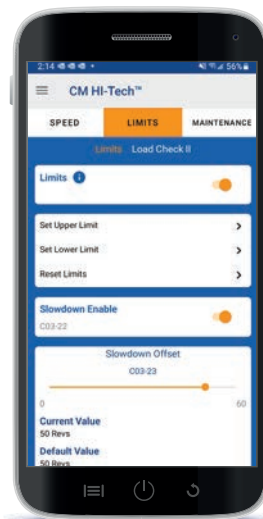 2:14 56%
CM HI-Tech™
SPEED LIMITS MAINTENANCE
Limits Load Check II
Limits
Set Upper Limit
Set Lower Limit
Reset Limits
Slowdown Enable
C03-22
Slowdown Offset
C03-23
0 60
Current Value
50 Revs
Default Value
50 Revs